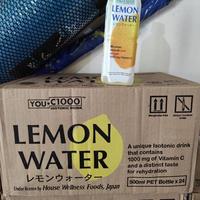 LEMON
WATER
YOU•C1000
ISOTONIC DRINK
LEMON
WATER
レモンウォーター
Under license by House Wellness Foods, Japan
A unique Isotonic drink
that contains
1000 mg of Vitamin C
and a distinct taste
for rehydration
500ml PET Bottle x 24